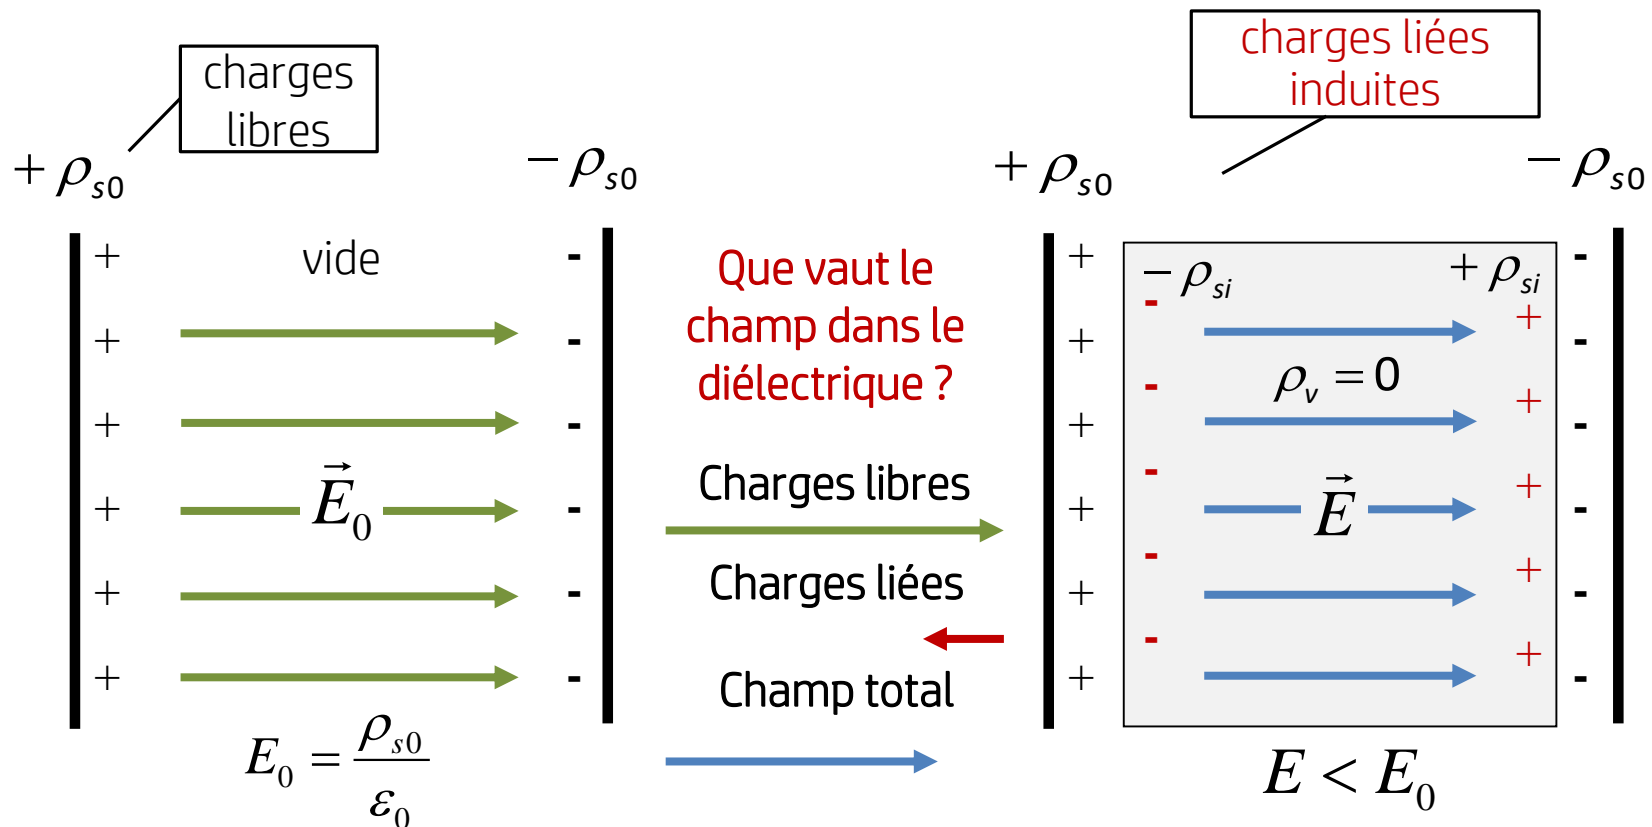 charges
libres
charges liées
induites
+ ρs0
− ρs0
+ ρs0
− ρs0
+ vide -
+ -
+ -
+ E⃗0 -
+ -
+ -
E0 = ρs0 / ε0
Que vaut le
champ dans le
diélectrique ?
Charges libres
Charges liées
Champ total
+ − ρsi + ρsi -
- +
+ -
ρv = 0
- +
+ -
- +
+ E⃗ -
- +
+ -
- +
+ -
E < E0